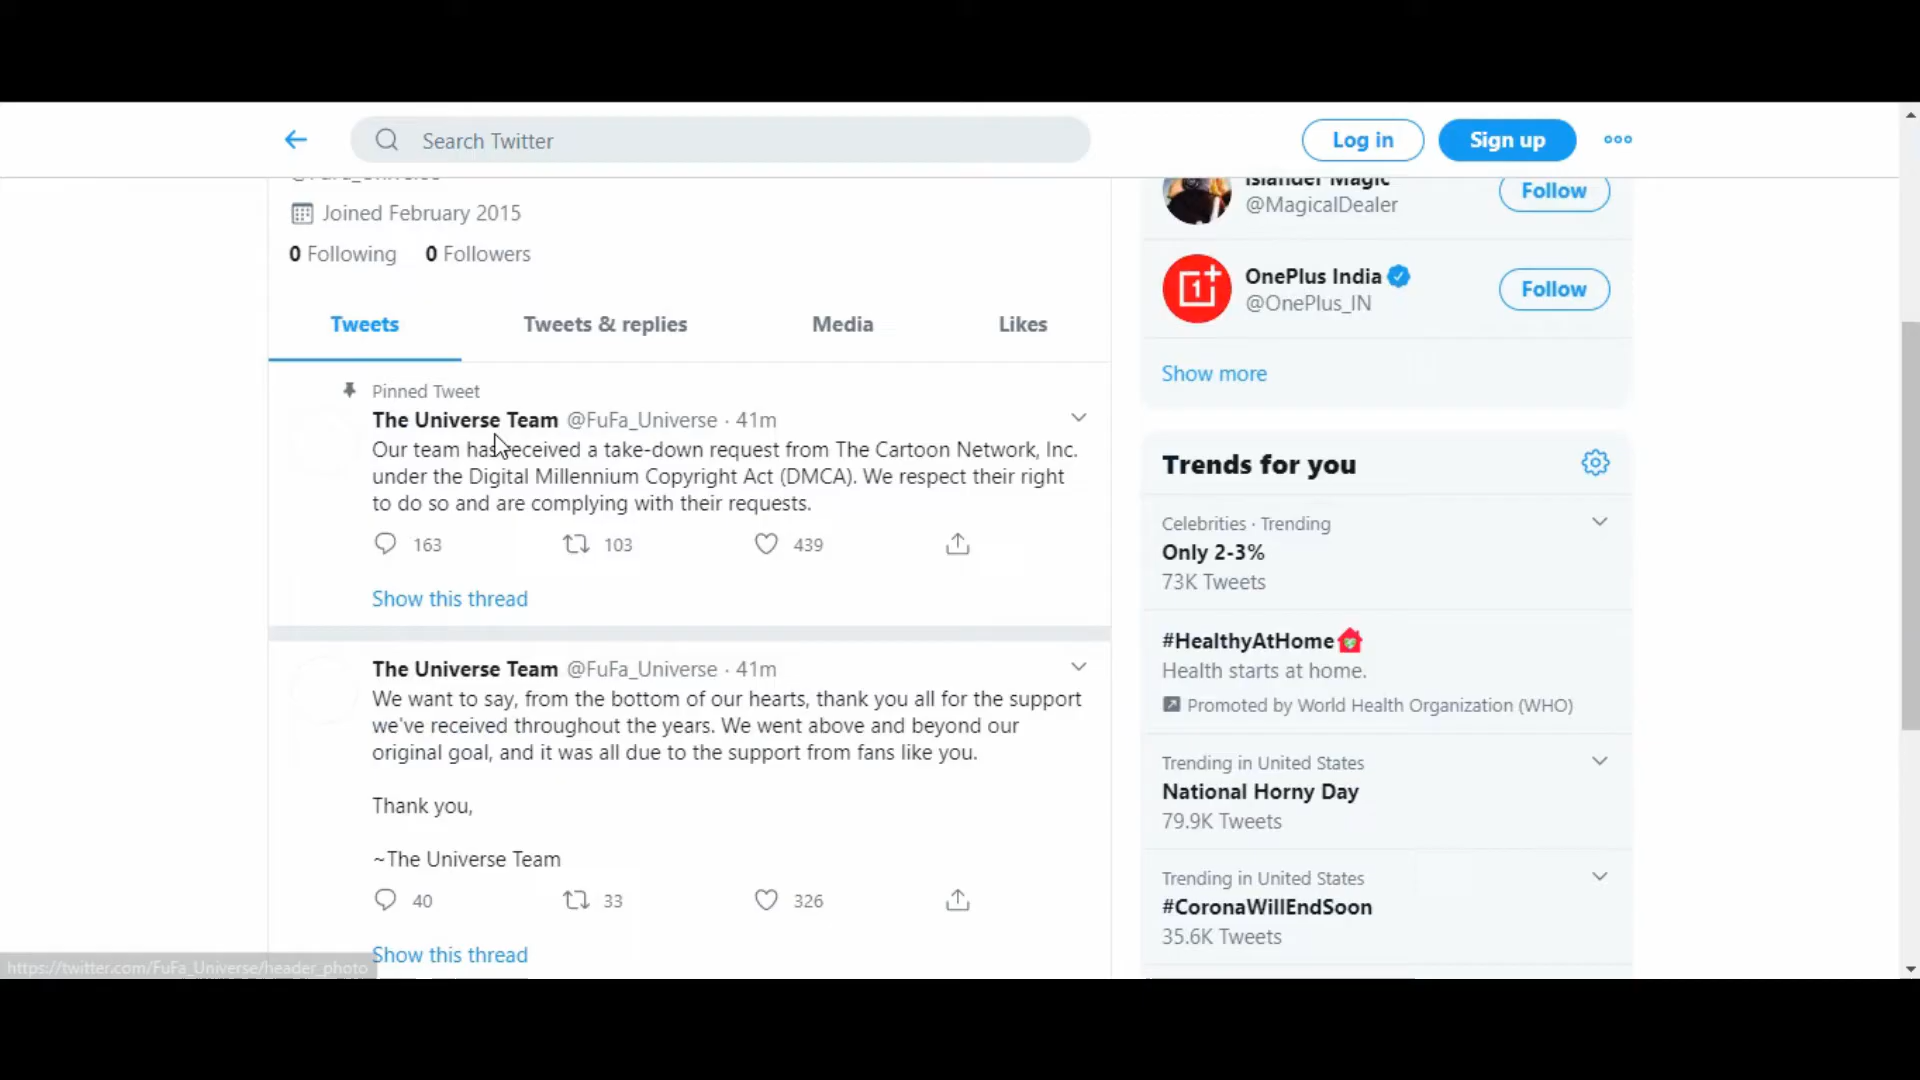 Search Twitter
Log in
Sign up
@FuFa_Universe
Joined February 2015
0 Following 0 Followers
Tweets
Tweets & replies
Media
Likes
Pinned Tweet
The Universe Team @FuFa_Universe · 41m
Our team has received a take-down request from The Cartoon Network, Inc.
under the Digital Millennium Copyright Act (DMCA). We respect their right
to do so and are complying with their requests.
163 103 439
Show this thread
The Universe Team @FuFa_Universe · 41m
We want to say, from the bottom of our hearts, thank you all for the support
we've received throughout the years. We went above and beyond our
original goal, and it was all due to the support from fans like you.
Thank you,
~The Universe Team
40 33 326
Show this thread
https://twitter.com/FuFa_Universe/header_photo
Islander Magic
@MagicalDealer
Follow
OnePlus India
@OnePlus_IN
Follow
Show more
Trends for you
Celebrities · Trending
Only 2-3%
73K Tweets
#HealthyAtHome
Health starts at home.
Promoted by World Health Organization (WHO)
Trending in United States
National Horny Day
79.9K Tweets
Trending in United States
#CoronaWillEndSoon
35.6K Tweets